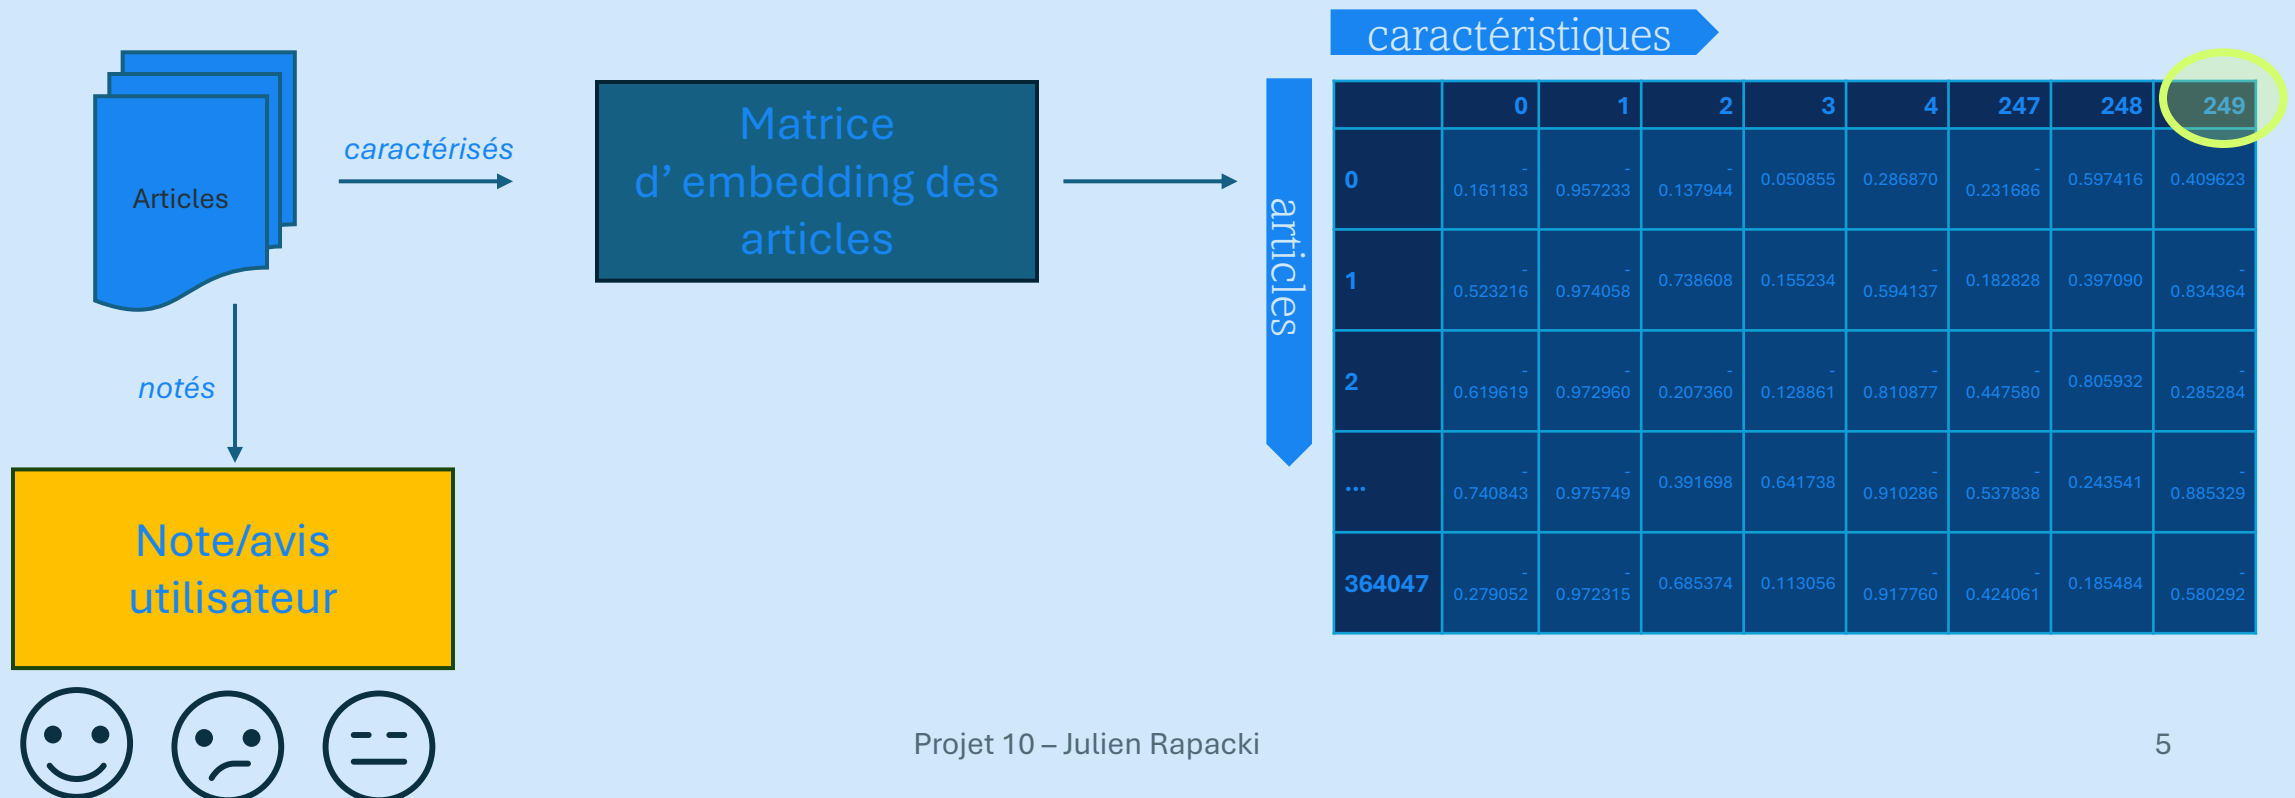 caractéristiques
Articles
caractérisés
Matrice
d’ embedding des
articles
articles
notés
Note/avis
utilisateur
0 1 2 3 4 247 248 249
0 -0.161183 -0.957233 -0.137944 0.050855 0.286870 -0.231686 0.597416 0.409623
1 -0.523216 -0.974058 0.738608 0.155234 -0.594137 0.182828 0.397090 -0.834364
2 -0.619619 -0.972960 -0.207360 -0.128861 -0.810877 -0.447580 0.805932 -0.285284
... -0.740843 -0.975749 0.391698 0.641738 -0.910286 -0.537838 0.243541 -0.885329
364047 -0.279052 -0.972315 0.685374 0.113056 -0.917760 -0.424061 0.185484 -0.580292
Projet 10 – Julien Rapacki
5